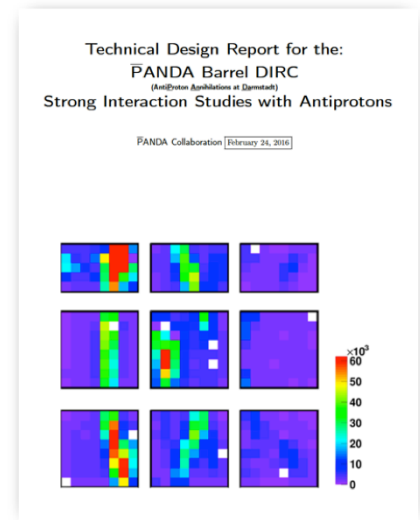 Technical Design Report for the:
P̅ANDA Barrel DIRC
(AntiProton Annihilations at Darmstadt)
Strong Interaction Studies with Antiprotons
P̅ANDA Collaboration February 24, 2016
×10³
60
50
40
30
20
10
0